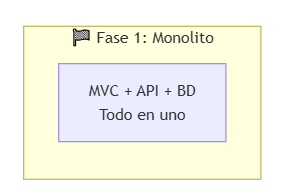 🏁 Fase 1: Monolito
MVC + API + BD
Todo en uno